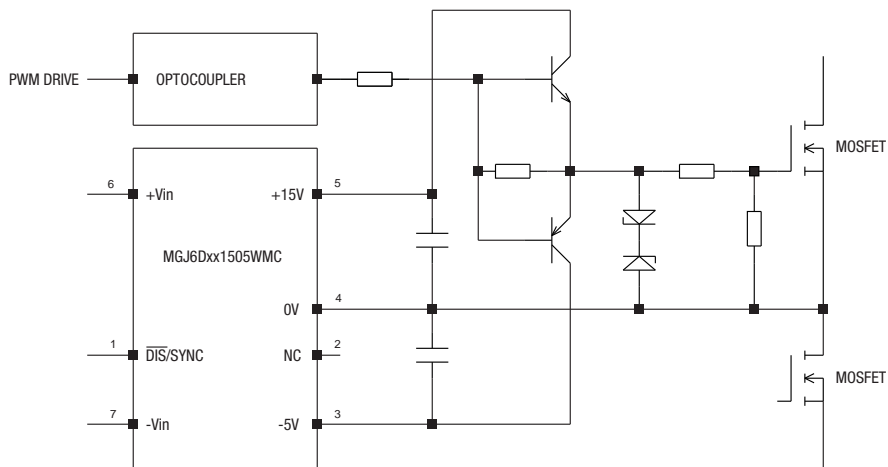 PWM DRIVE
OPTOCOUPLER
MOSFET
6
+Vin
+15V
5
MGJ6Dxx1505WMC
0V
4
1
DIS/SYNC
NC
2
MOSFET
7
-Vin
-5V
3